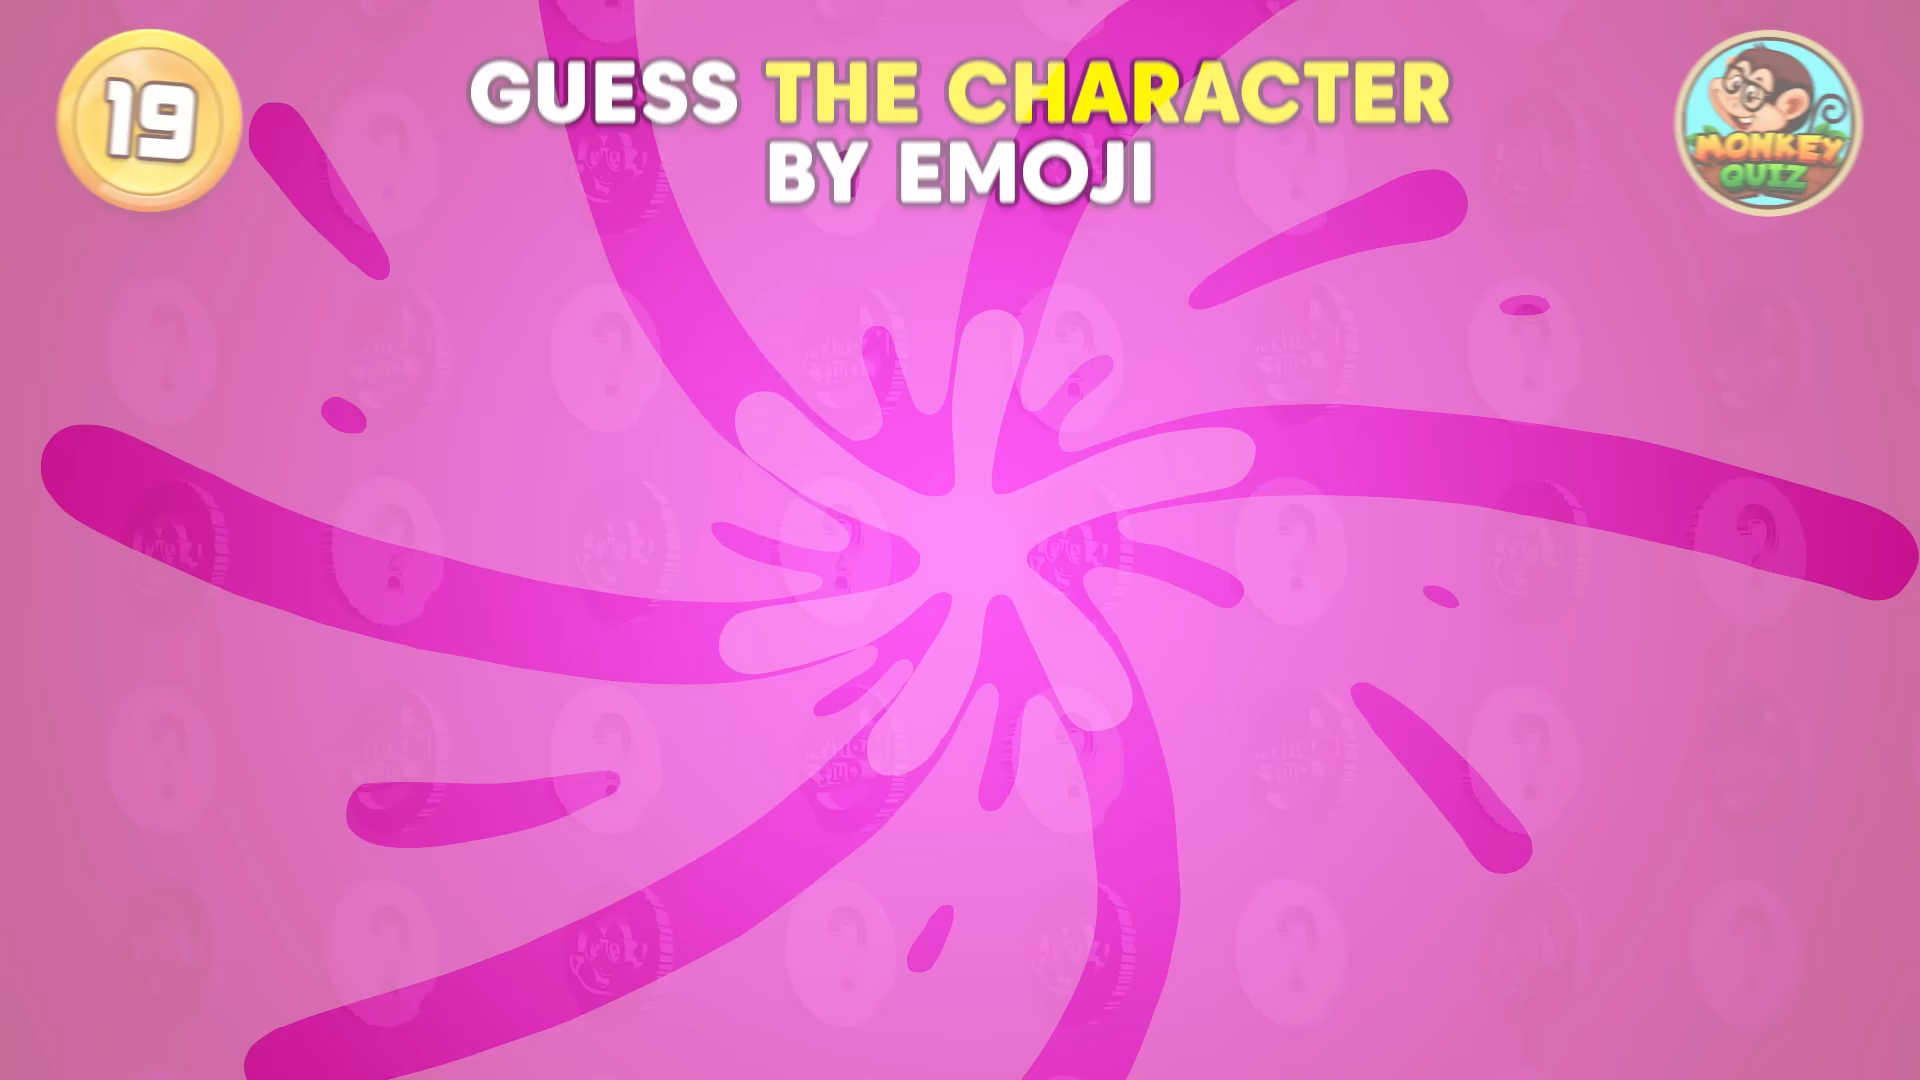 19
GUESS THE CHARACTER
BY EMOJI
MONKEY
QUIZ